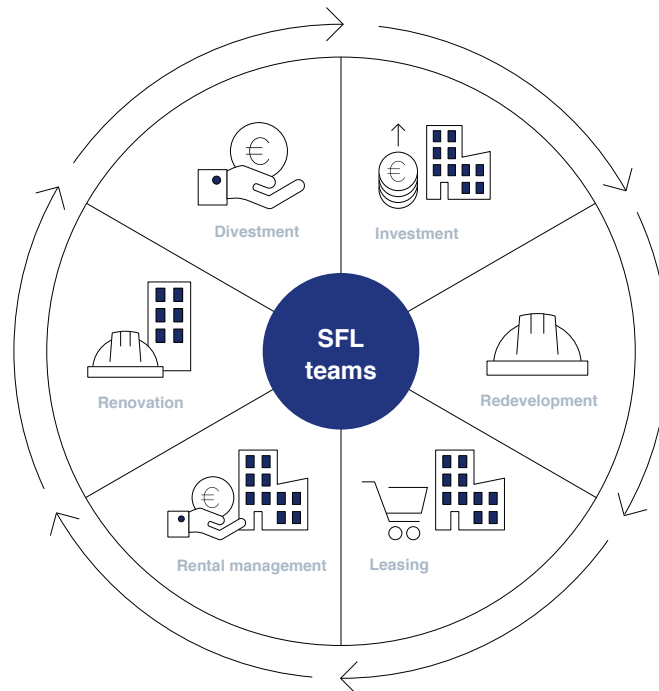 Divestment
Investment
SFL
teams
Renovation
Redevelopment
Rental management
Leasing